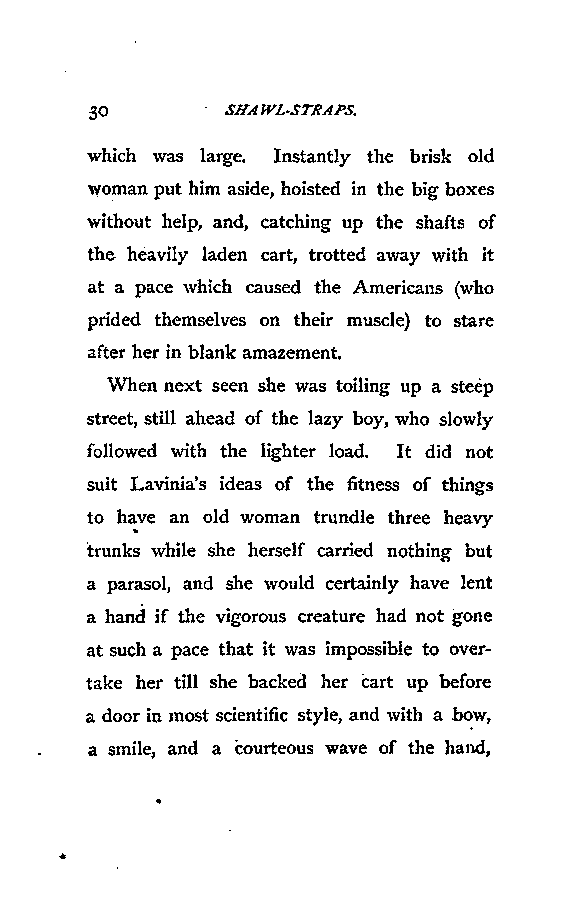 30 SHAWL-STRAPS.
which was large. Instantly the brisk old
woman put him aside, hoisted in the big boxes
without help, and, catching up the shafts of
the heavily laden cart, trotted away with it
at a pace which caused the Americans (who
prided themselves on their muscle) to stare
after her in blank amazement.
When next seen she was toiling up a steep
street, still ahead of the lazy boy, who slowly
followed with the lighter load. It did not
suit Lavinia's ideas of the fitness of things
to have an old woman trundle three heavy
trunks while she herself carried nothing but
a parasol, and she would certainly have lent
a hand if the vigorous creature had not gone
at such a pace that it was impossible to over-
take her till she backed her cart up before
a door in most scientific style, and with a bow,
a smile, and a courteous wave of the hand,